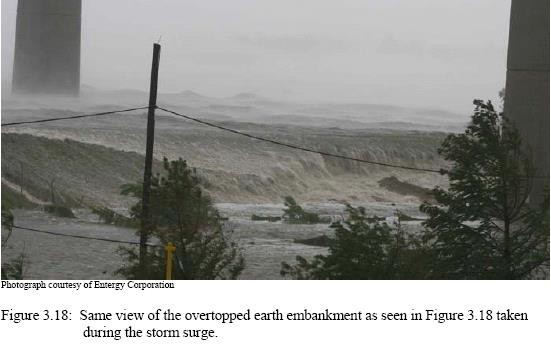 Photograph courtesy of Entergy Corporation
Figure 3.18:  Same view of the overtopped earth embankment as seen in Figure 3.18 taken
during the storm surge.